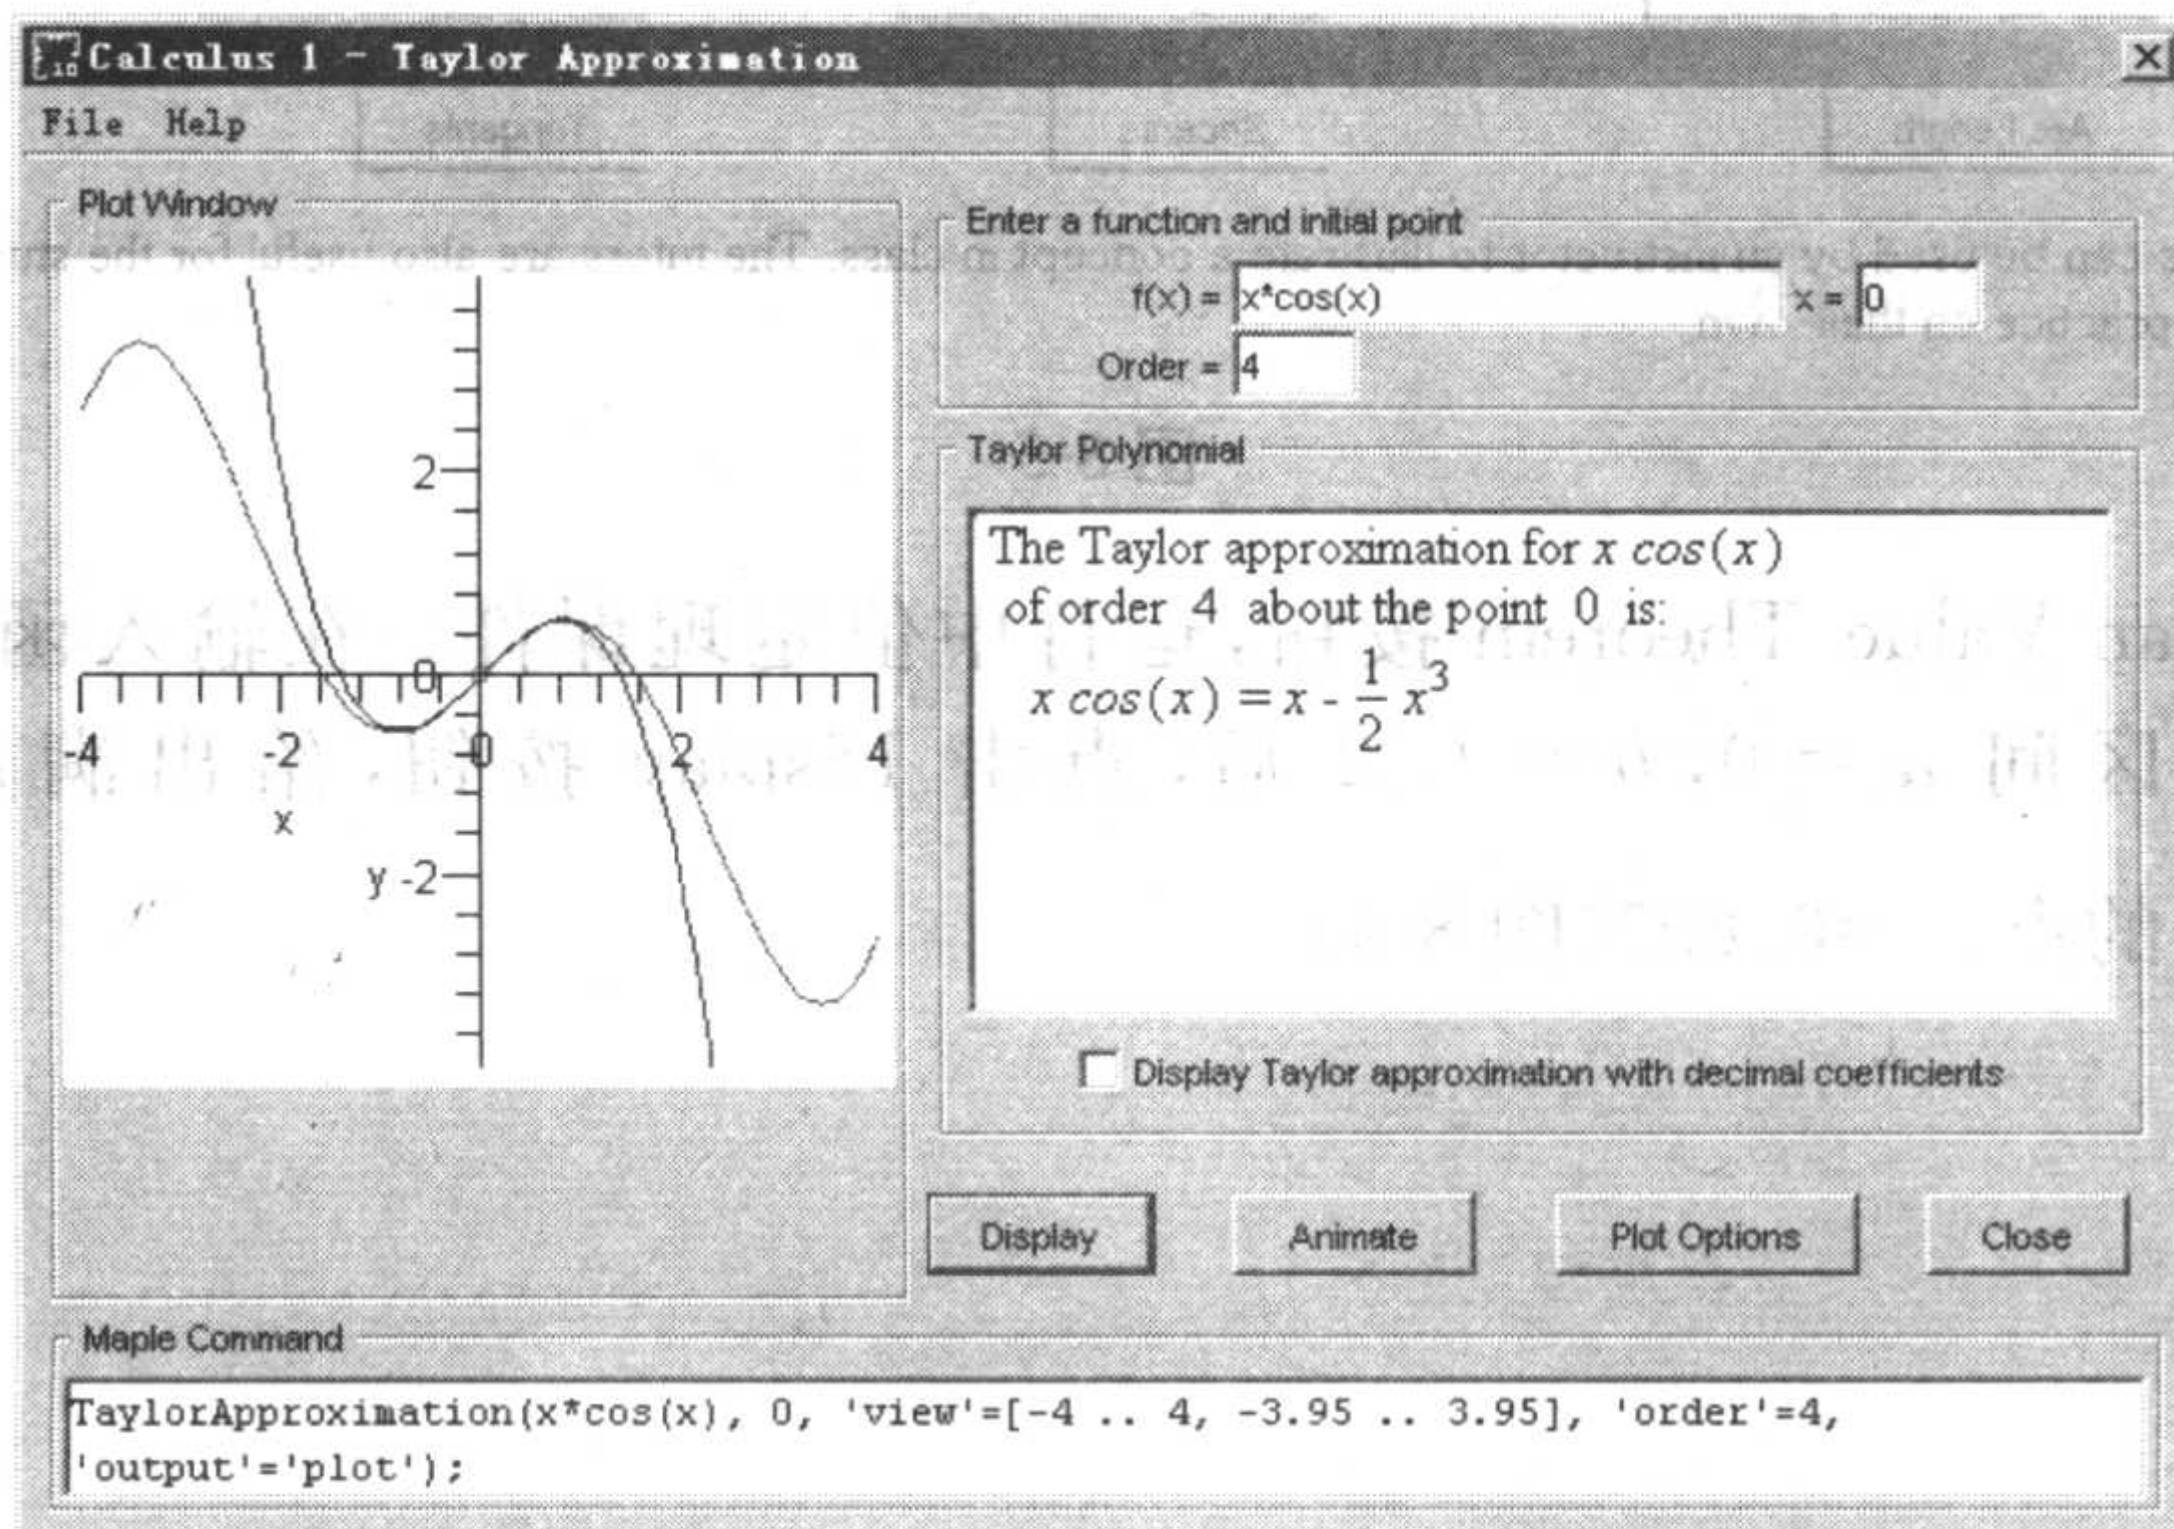 Calculus 1 - Taylor Approximation
File Help
Plot Window
2
0
-4 -2 0 2 4
x
y -2
Enter a function and initial point
f(x) = x*cos(x) x = 0
Order = 4
Taylor Polynomial
The Taylor approximation for x cos(x)
of order 4 about the point 0 is:
x cos(x) = x - 1/2 x³
Display Taylor approximation with decimal coefficients
Display Animate Plot Options Close
Maple Command
TaylorApproximation(x*cos(x), 0, 'view'=[-4 .. 4, -3.95 .. 3.95], 'order'=4,
'output'='plot');